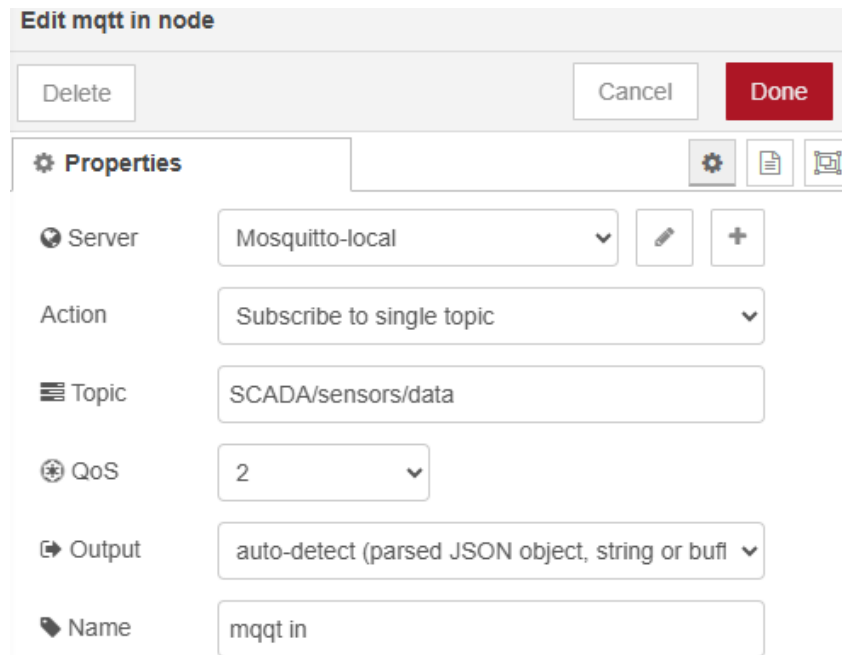 Edit mqtt in node
Delete Cancel Done
Properties
Server Mosquitto-local
Action Subscribe to single topic
Topic SCADA/sensors/data
QoS 2
Output auto-detect (parsed JSON object, string or buff
Name mqqt in